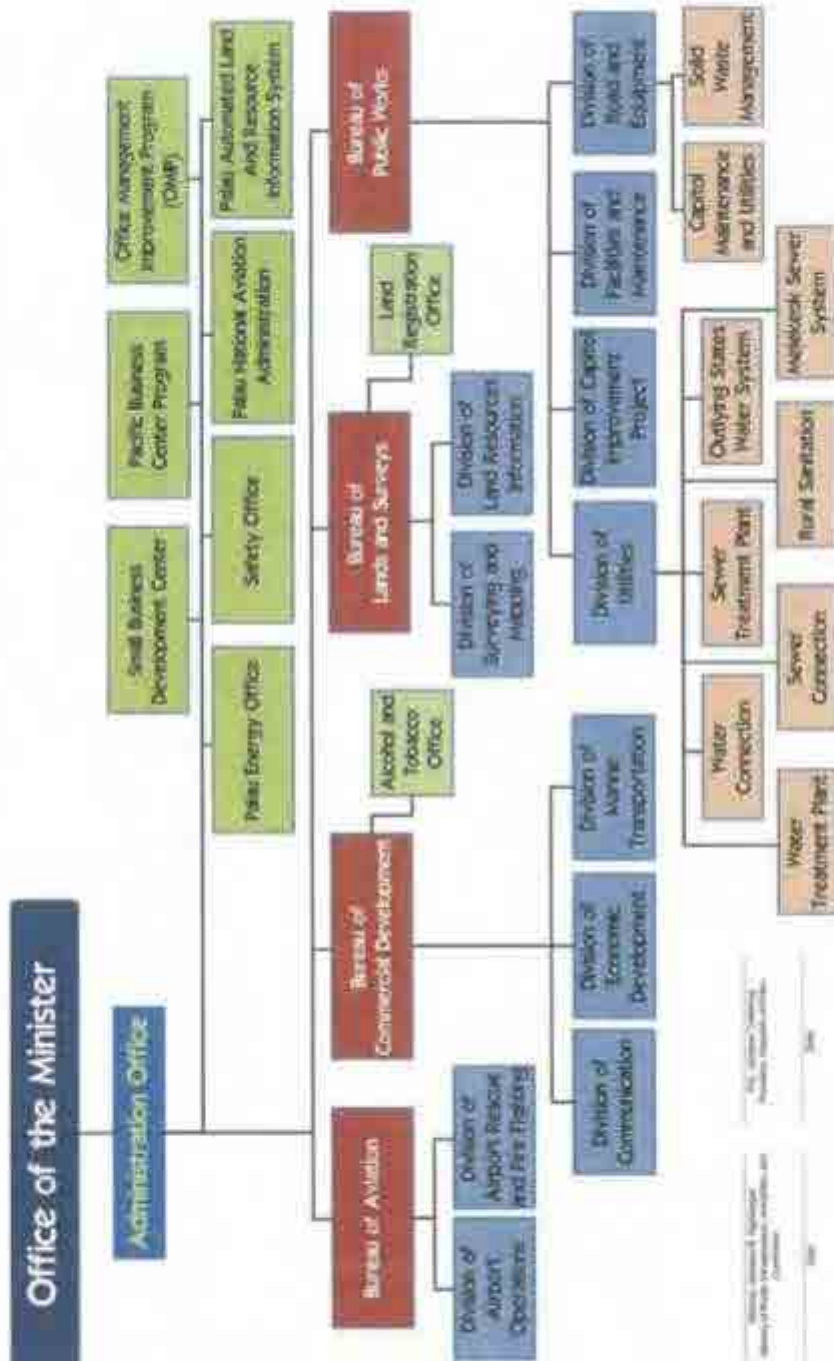 Office of the Minister
Administration Office
Small Business
Development Center
Pacific Business
Center Program
Office Management
Improvement Program
(OMIP)
Palau Energy Office
Safety Office
Palau National Aviation
Administration
Palau Automated Land
And Resource
Information System
Bureau of Aviation
Bureau of
Commercial Development
Bureau of
Lands and Surveys
Bureau of
Public Works
Alcohol and
Tobacco
Office
Land
Registration
Office
Division of
Airport
Operations
Division of
Airport Rescue
and Fire Fighting
Division of
Surveying and
Mapping
Division of
Land Resources
Information
Division of
Communication
Division of
Economic
Development
Division of
Marine
Transportation
Division of
Utilities
Division of Capitol
Improvement
Project
Division of
Facilities and
Maintenance
Division of
Road and
Equipment
Water
Connection
Sewer
Treatment Plant
Outlying States
Water System
Capitol
Maintenance
and Utilities
Solid
Waste
Management
Water
Treatment Plant
Sewer
Connection
Rural Sanitation
Sewer
System
Date
Date